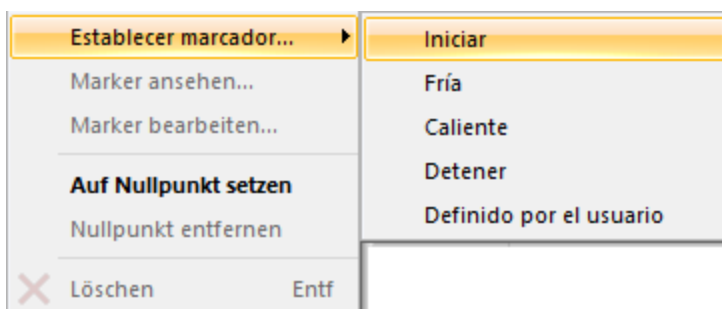 Establecer marcador...
Marker ansehen...
Marker bearbeiten...
Auf Nullpunkt setzen
Nullpunkt entfernen
Löschen Entf
Iniciar
Fría
Caliente
Detener
Definido por el usuario